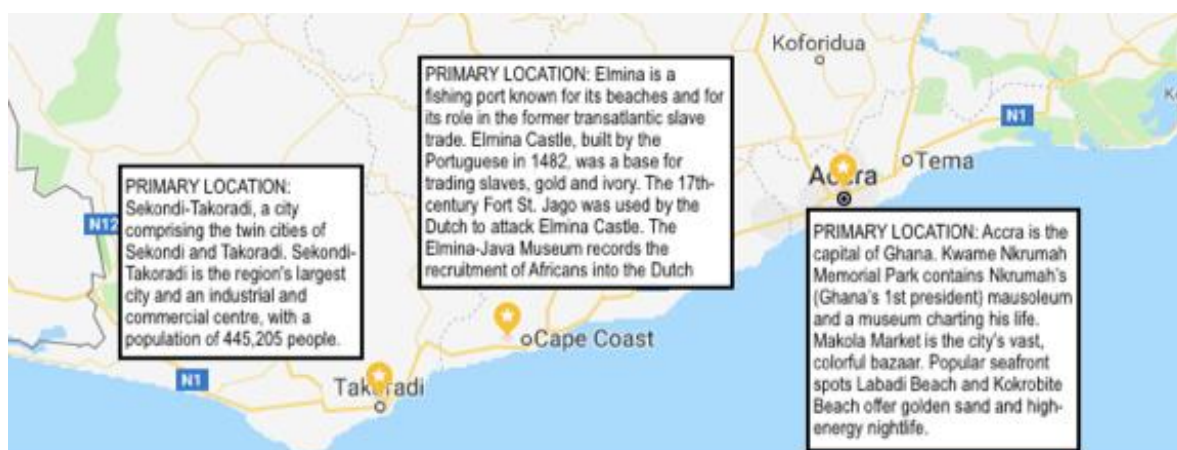 Koforidua
N1
Accra
Tema
PRIMARY LOCATION: Elmina is a
fishing port known for its beaches and for
its role in the former transatlantic slave
trade. Elmina Castle, built by the
Portuguese in 1482, was a base for
trading slaves, gold and ivory. The 17th-
century Fort St. Jago was used by the
Dutch to attack Elmina Castle. The
Elmina-Java Museum records the
recruitment of Africans into the Dutch
PRIMARY LOCATION:
Sekondi-Takoradi, a city
comprising the twin cities of
Sekondi and Takoradi. Sekondi-
Takoradi is the region's largest
city and an industrial and
commercial centre, with a
population of 445,205 people.
N12
PRIMARY LOCATION: Accra is the
capital of Ghana. Kwame Nkrumah
Memorial Park contains Nkrumah's
(Ghana's 1st president) mausoleum
and a museum charting his life.
Makola Market is the city's vast,
colorful bazaar. Popular seafront
spots Labadi Beach and Kokrobite
Beach offer golden sand and high-
energy nightlife.
Cape Coast
N1
Takoradi